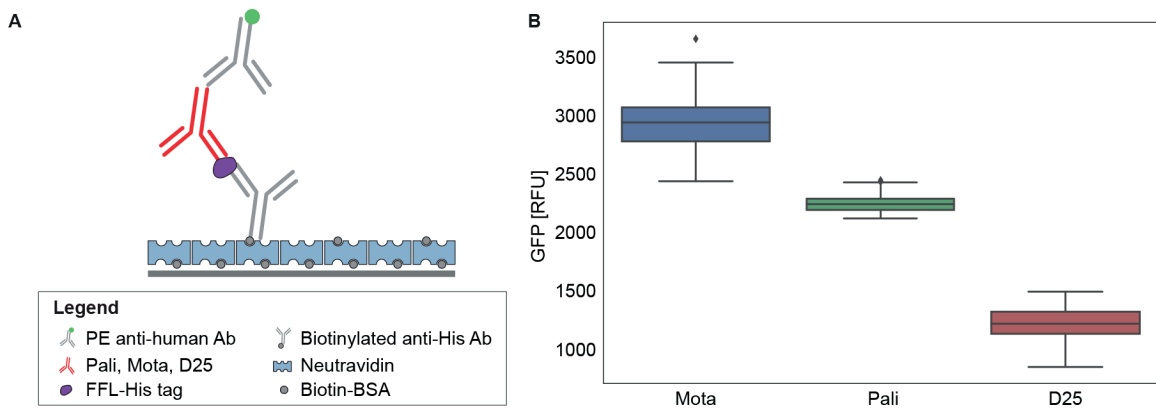 A
Legend
PE anti-human Ab
Biotinylated anti-His Ab
Pali, Mota, D25
Neutravidin
FFL-His tag
Biotin-BSA
B
GFP [RFU]
3500
3000
2500
2000
1500
1000
Mota Pali D25